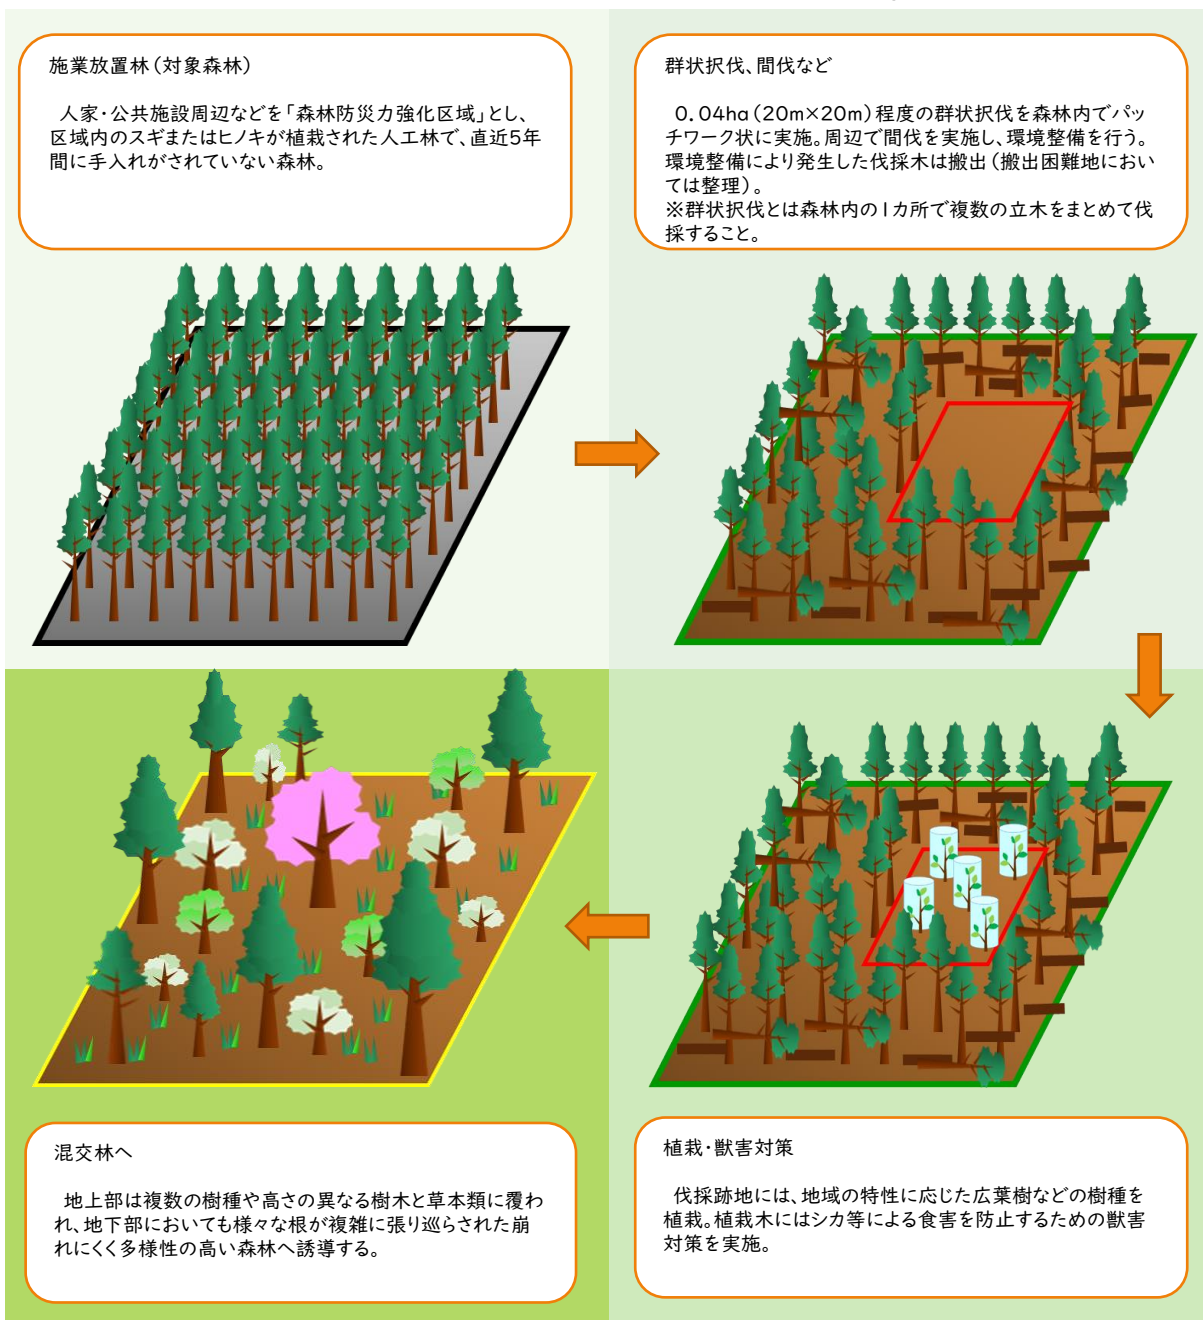 施業放置林（対象森林）
人家・公共施設周辺などを「森林防災力強化区域」とし、
区域内のスギまたはヒノキが植栽された人工林で、直近5年
間に手入れがされていない森林。
群状択伐、間伐など
0.04ha（20m×20m）程度の群状択伐を森林内でパッ
チワーク状に実施。周辺で間伐を実施し、環境整備を行う。
環境整備により発生した伐採木は搬出（搬出困難地におい
ては整理）。
※群状択伐とは森林内の1カ所で複数の立木をまとめて伐
採すること。
混交林へ
地上部は複数の樹種や高さの異なる樹木と草本類に覆わ
れ、地下部においても様々な根が複雑に張り巡らされた崩
れにくく多様性の高い森林へ誘導する。
植栽・獣害対策
伐採跡地には、地域の特性に応じた広葉樹などの樹種を
植栽。植栽木にはシカ等による食害を防止するための獣害
対策を実施。